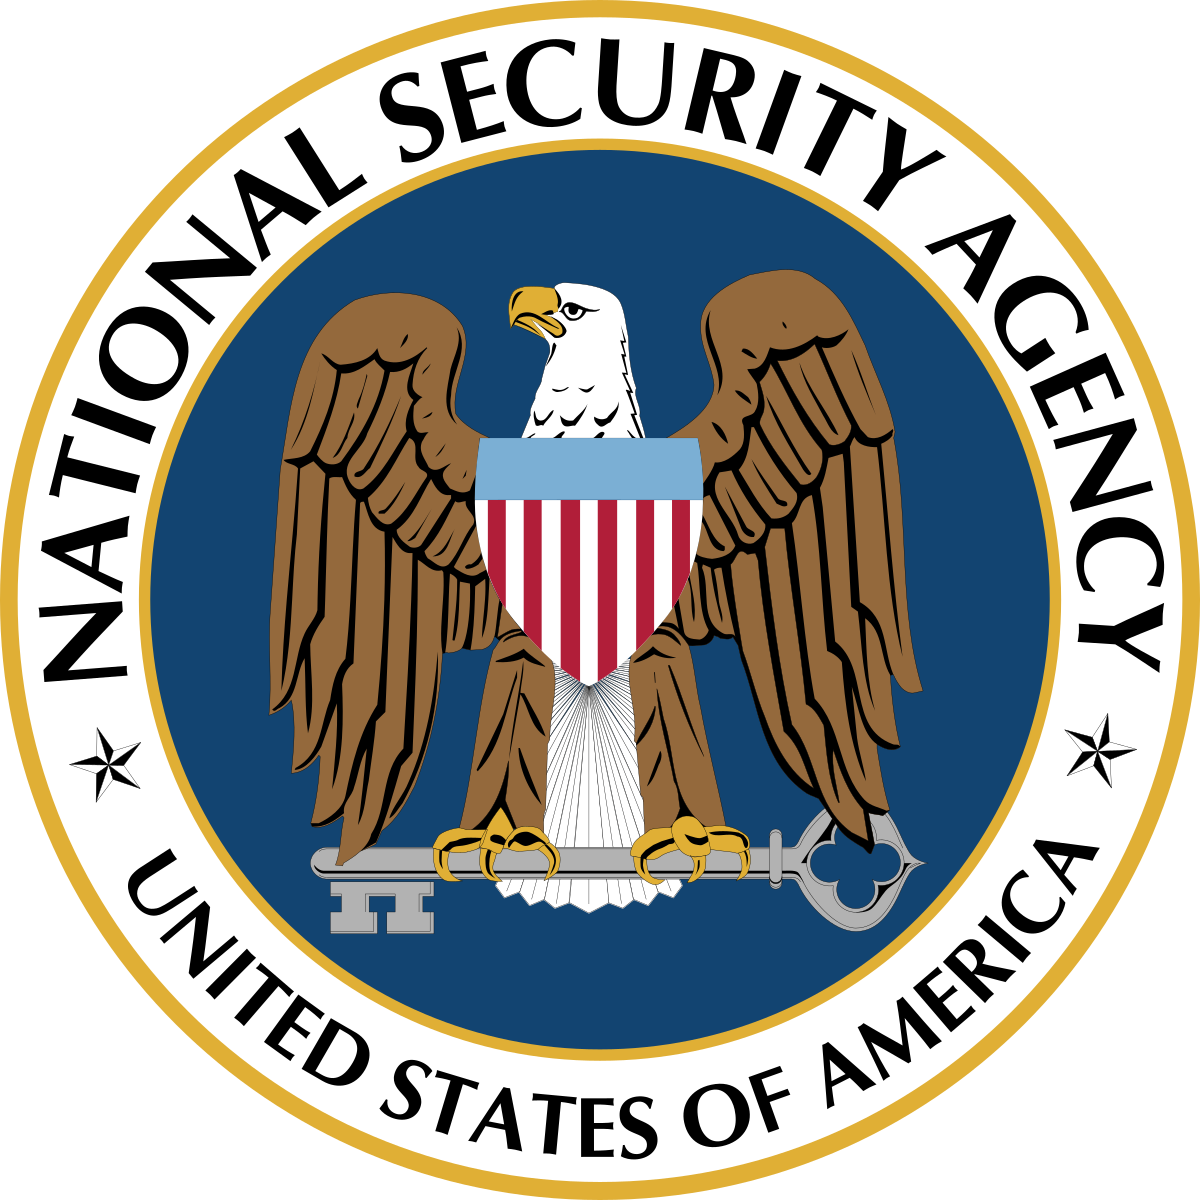 NATIONAL SECURITY AGENCY
UNITED STATES OF AMERICA